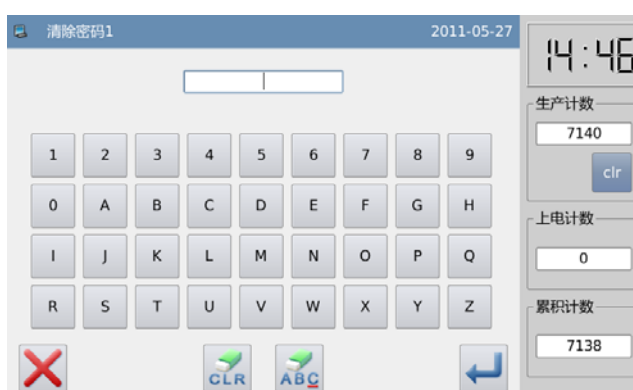 清除密码1 2011-05-27
14:46
生产计数
7140
clr
1 2 3 4 5 6 7 8 9
0 A B C D E F G H
上电计数
I J K L M N O P Q
0
R S T U V W X Y Z
累积计数
7138
CLR ABC